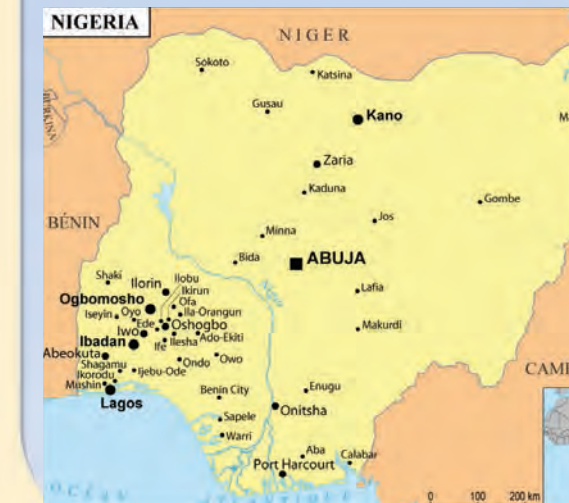 NIGERIA
NIGER
Sokoto
Katsina
Gusau
Kano
Zaria
Kaduna
Gombe
Jos
BÉNIN
Minna
Bida
ABUJA
Shaki
Ilobu
Ilorin
Ikirun
Lafia
Ogbomosho
Ofa
Ila-Orangun
Iseyin
Oyo
Ede
Oshogbo
Makurdi
Iwo
Ado-Ekiti
Ibadan
Ife
Ilesha
Abeokuta
Ondo
Owo
Shagamu
Ijebu-Ode
Ikorodu
Mushin
Lagos
Benin City
Enugu
Onitsha
Sapele
Warri
Aba
Calabar
Port Harcourt
OCÉAN
0 100 200 km